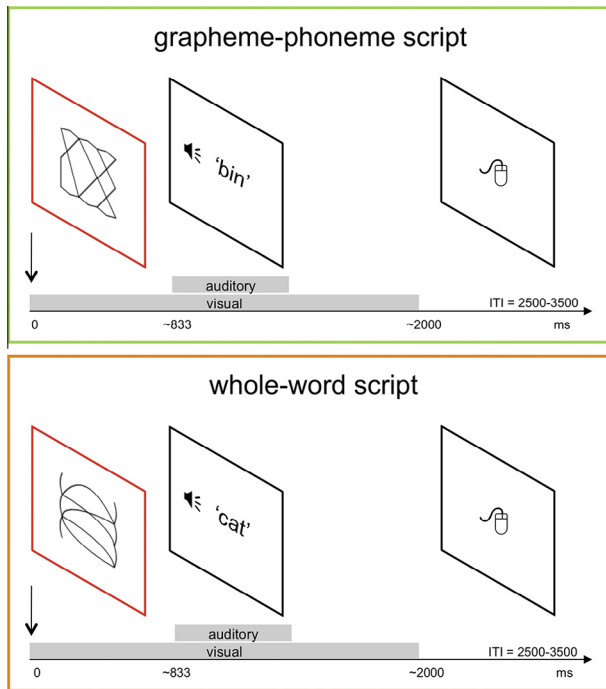 grapheme-phoneme script
'bin'
auditory
visual
ITI = 2500-3500
0 ~833 ~2000 ms
whole-word script
'cat'
auditory
visual
ITI = 2500-3500
0 ~833 ~2000 ms